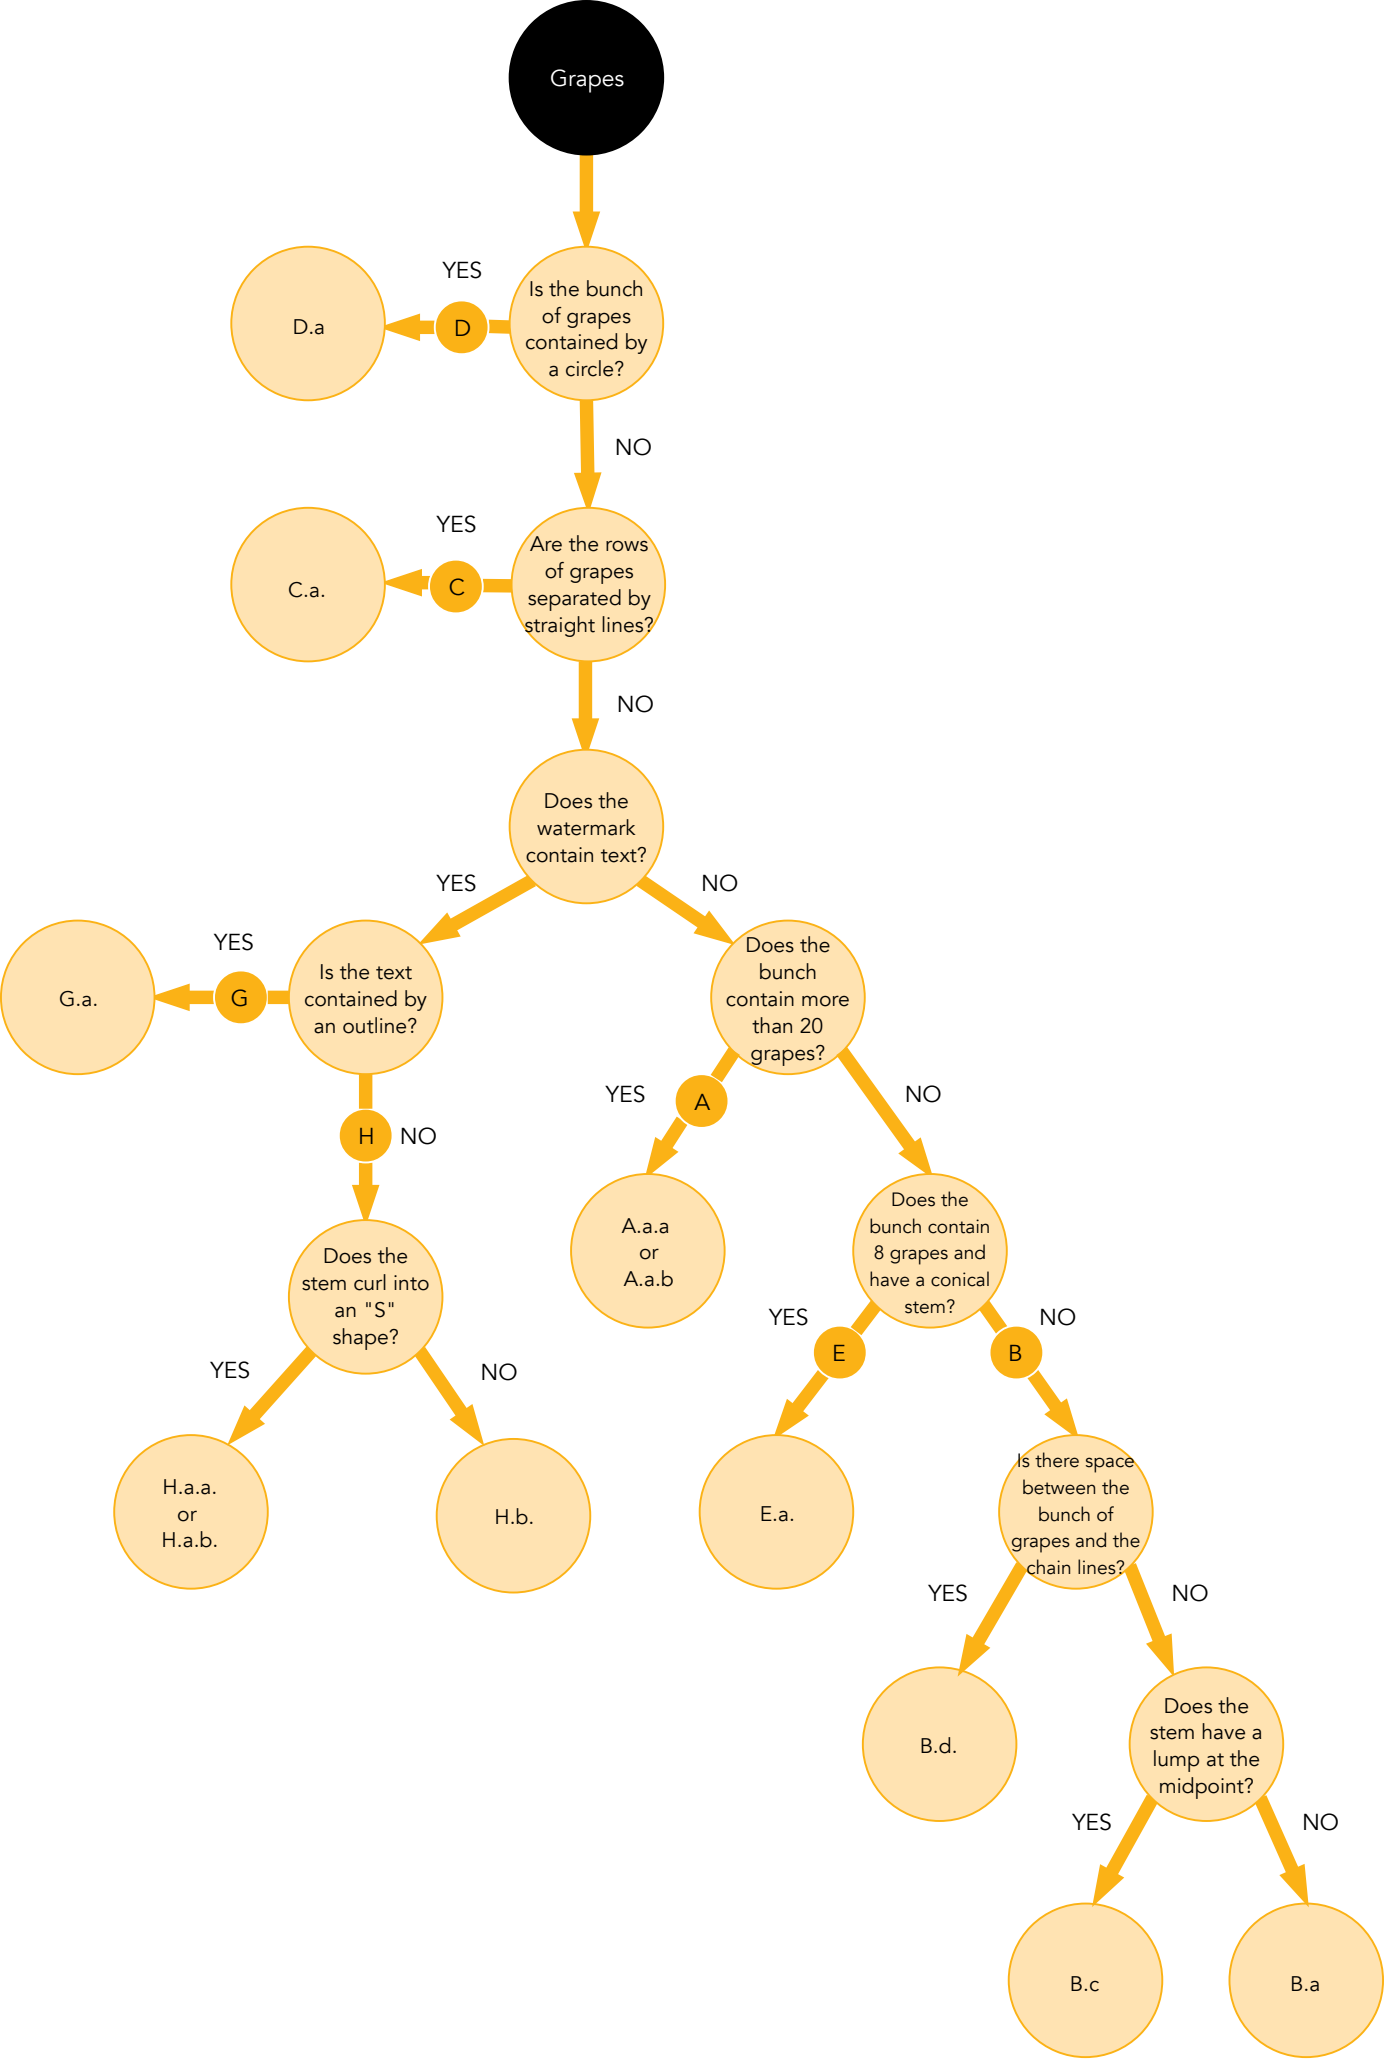 Grapes
YES
Is the bunch
of grapes
contained by
a circle?
D
D.a
NO
YES
Are the rows
of grapes
separated by
straight lines?
C
C.a.
NO
Does the
watermark
contain text?
YES
NO
YES
Is the text
contained by
an outline?
G
G.a.
Does the
bunch
contain more
than 20
grapes?
H
NO
YES
A
NO
Does the
stem curl into
an "S"
shape?
A.a.a
or
A.a.b
Does the
bunch contain
8 grapes and
have a conical
stem?
YES
NO
YES
E
B
NO
H.a.a.
or
H.a.b.
H.b.
E.a.
Is there space
between the
bunch of
grapes and the
chain lines?
YES
NO
B.d.
Does the
stem have a
lump at the
midpoint?
YES
NO
B.c
B.a